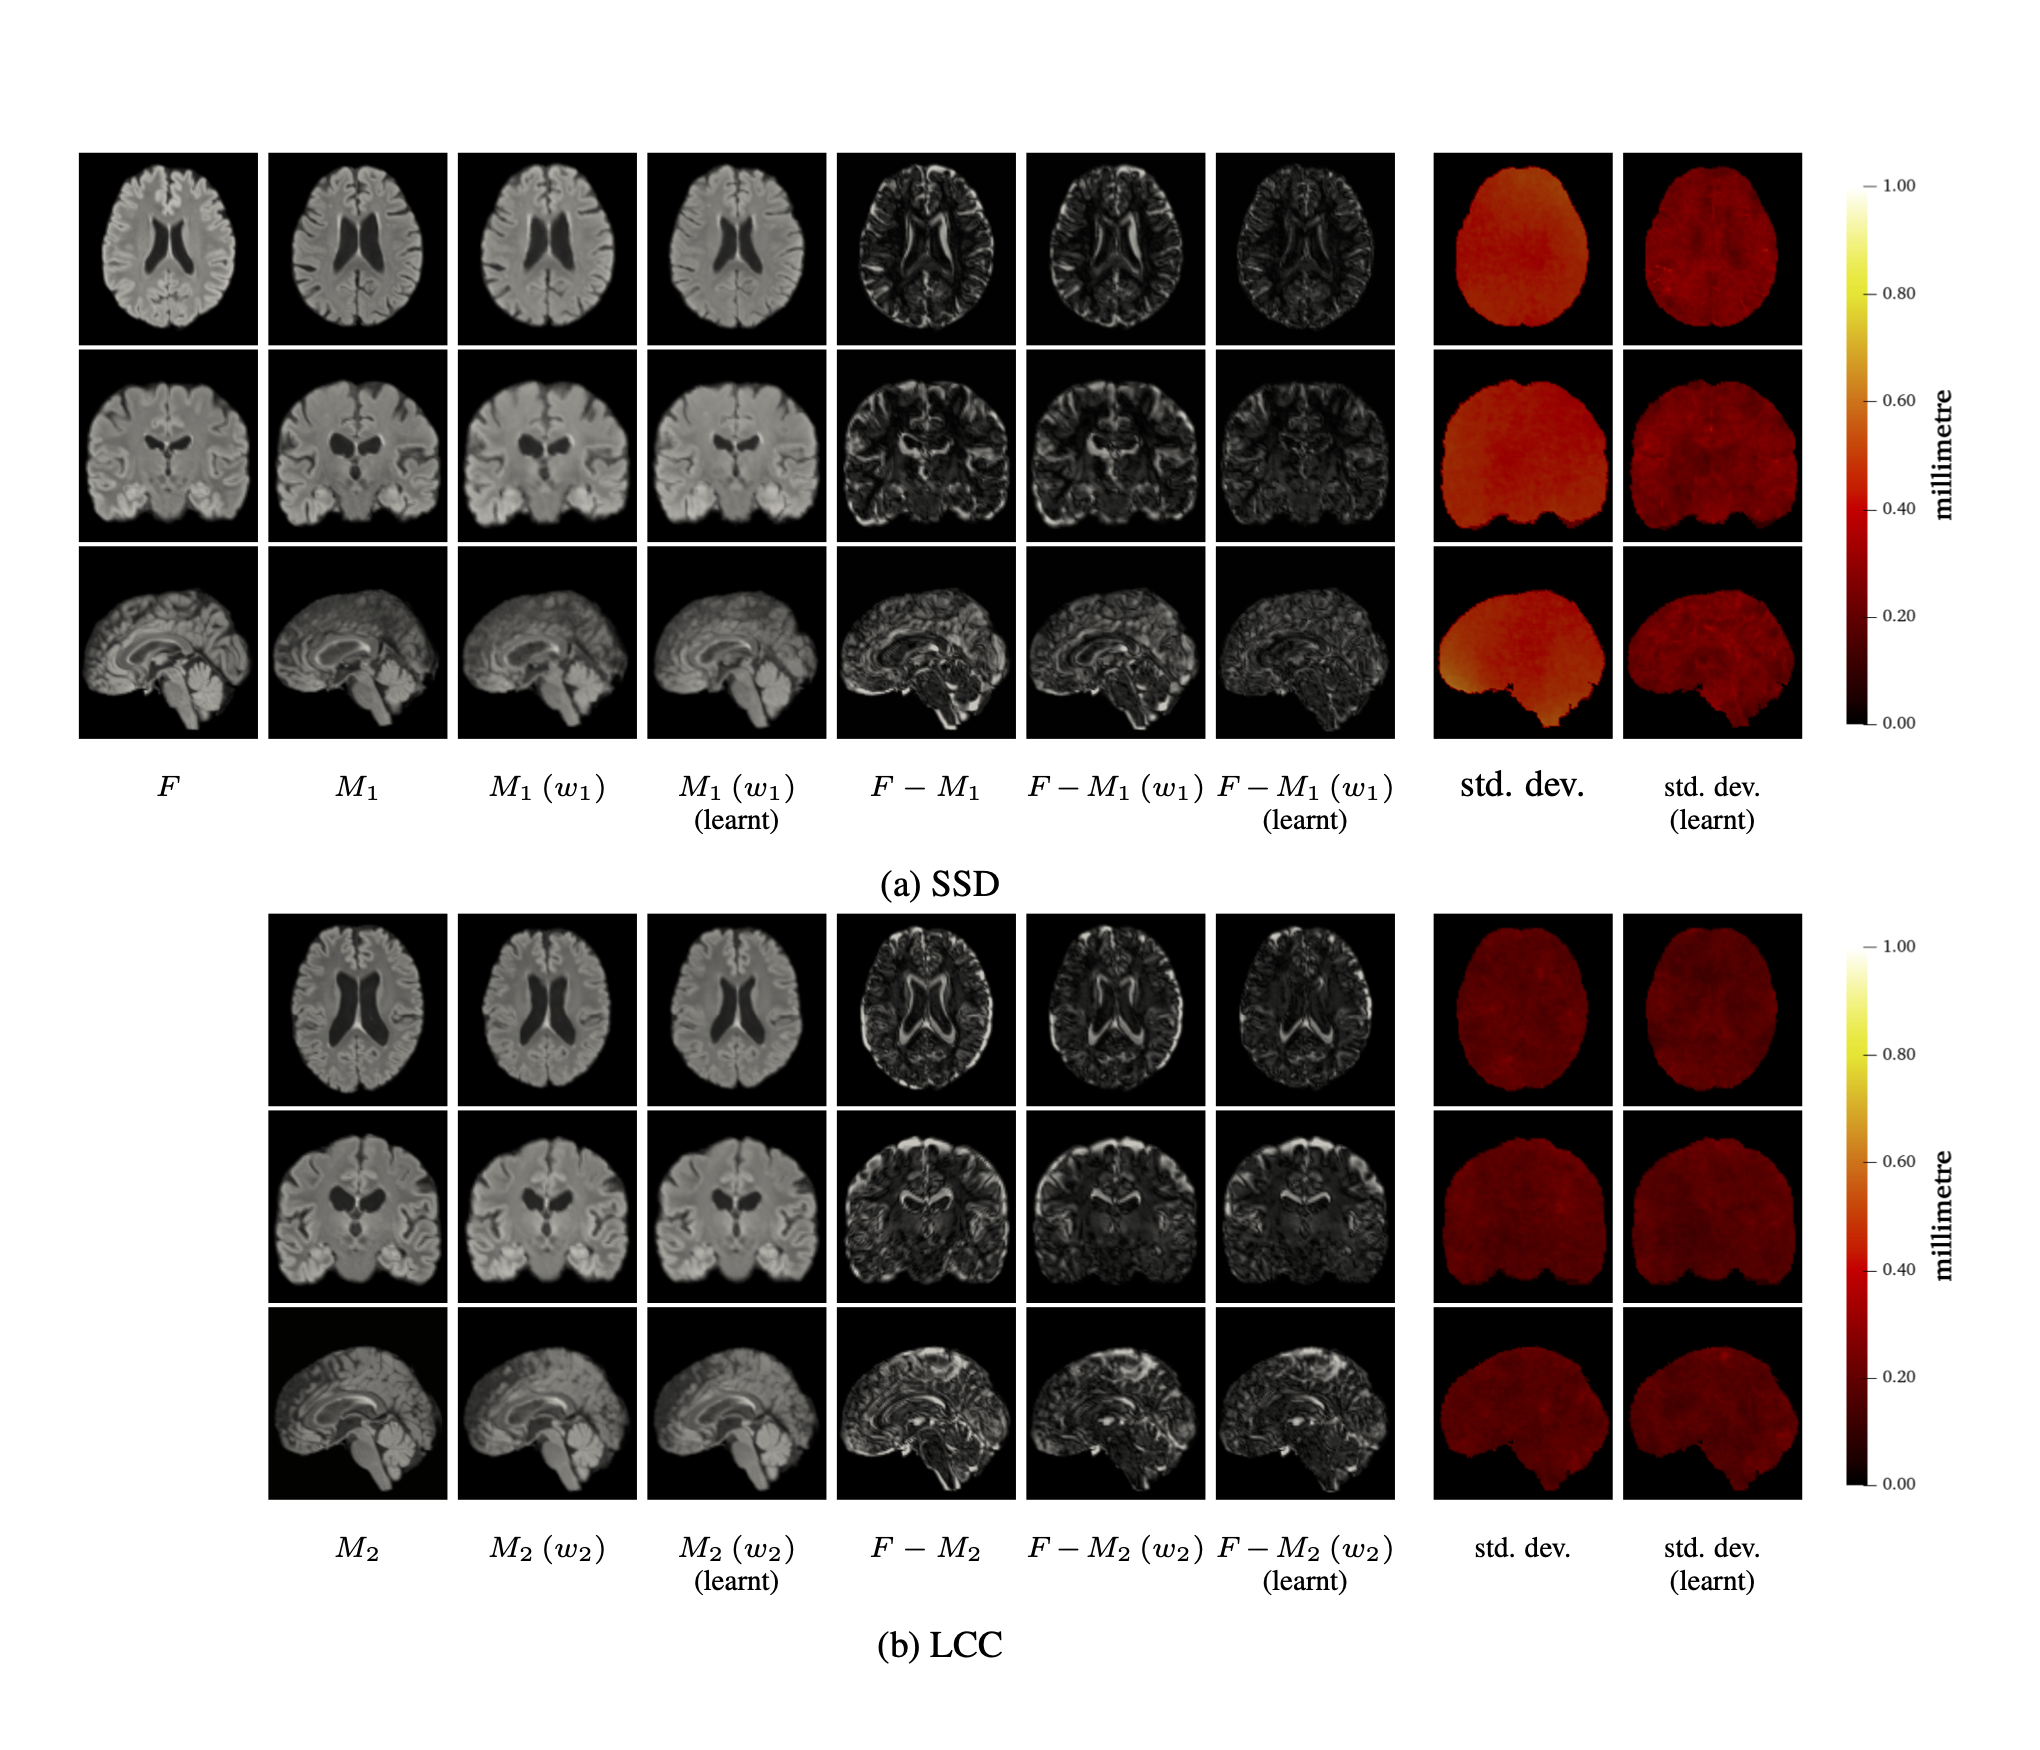 1.00
0.80
0.60
0.40
0.20
0.00
millimetre
F
M₁
M₁ (w₁)
M₁ (w₁)
(learnt)
F − M₁
F − M₁ (w₁)
F − M₁ (w₁)
(learnt)
std. dev.
std. dev.
(learnt)
(a) SSD
1.00
0.80
0.60
0.40
0.20
0.00
millimetre
M₂
M₂ (w₂)
M₂ (w₂)
(learnt)
F − M₂
F − M₂ (w₂)
F − M₂ (w₂)
(learnt)
std. dev.
std. dev.
(learnt)
(b) LCC